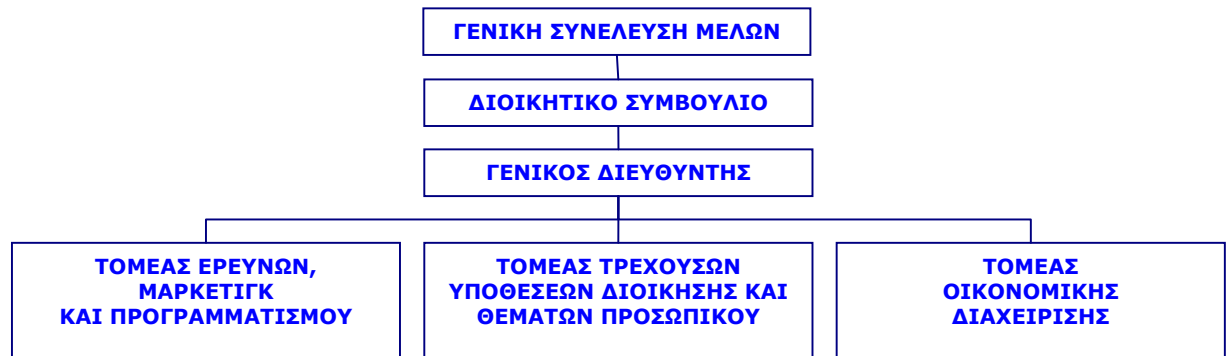 ΓΕΝΙΚΗ ΣΥΝΕΛΕΥΣΗ ΜΕΛΩΝ
ΔΙΟΙΚΗΤΙΚΟ ΣΥΜΒΟΥΛΙΟ
ΓΕΝΙΚΟΣ ΔΙΕΥΘΥΝΤΗΣ
ΤΟΜΕΑΣ ΕΡΕΥΝΩΝ,
ΜΑΡΚΕΤΙΓΚ
ΚΑΙ ΠΡΟΓΡΑΜΜΑΤΙΣΜΟΥ
ΤΟΜΕΑΣ ΤΡΕΧΟΥΣΩΝ
ΥΠΟΘΕΣΕΩΝ ΔΙΟΙΚΗΣΗΣ ΚΑΙ
ΘΕΜΑΤΩΝ ΠΡΟΣΩΠΙΚΟΥ
ΤΟΜΕΑΣ
ΟΙΚΟΝΟΜΙΚΗΣ
ΔΙΑΧΕΙΡΙΣΗΣ